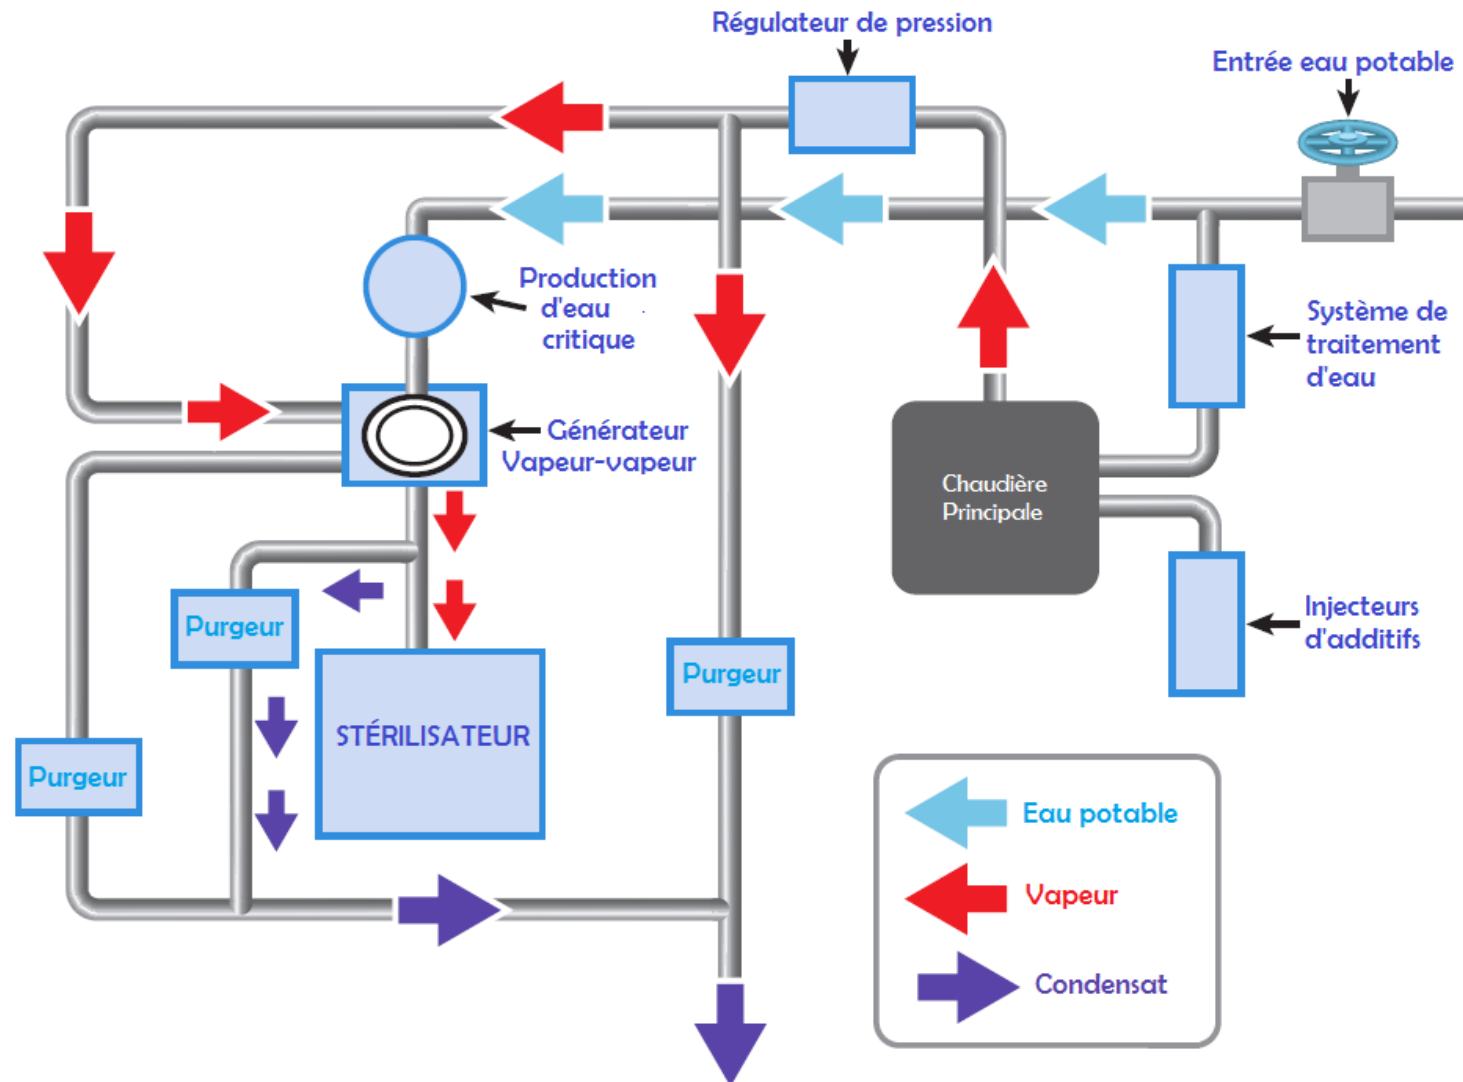 Régulateur de pression
Entrée eau potable
Production
d'eau
critique
Système de
traitement
d'eau
Générateur
Vapeur-vapeur
Chaudière
Principale
Injecteurs
d'additifs
Purgeur
Purgeur
STÉRILISATEUR
Purgeur
Eau potable
Vapeur
Condensat